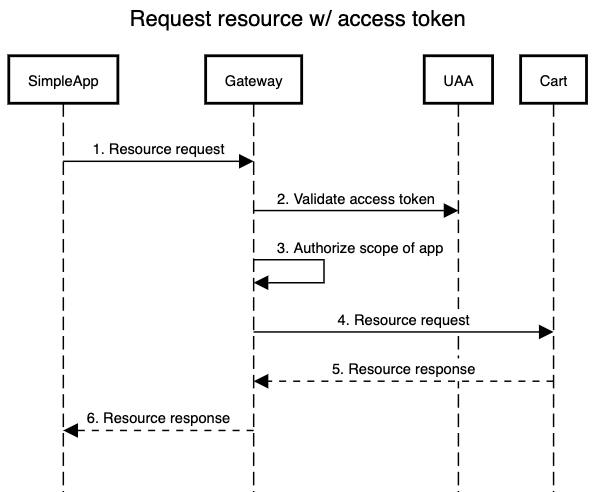 Request resource w/ access token
SimpleApp
Gateway
UAA
Cart
1. Resource request
2. Validate access token
3. Authorize scope of app
4. Resource request
5. Resource response
6. Resource response